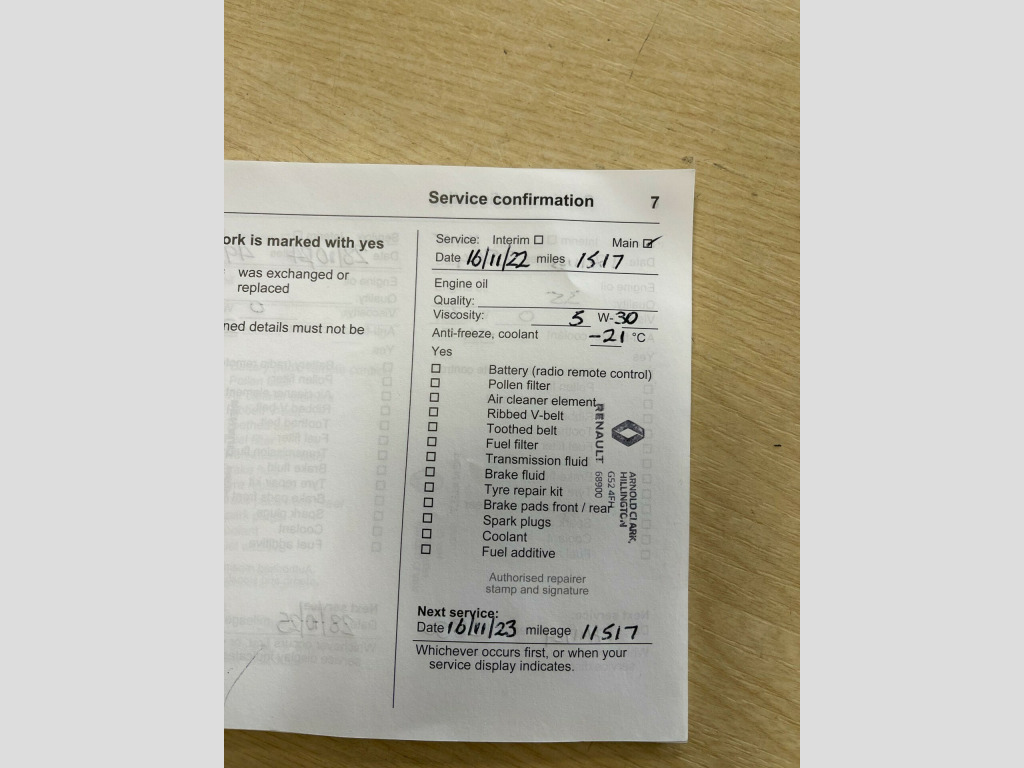 Service confirmation 7
ork is marked with yes
was exchanged or
replaced
ned details must not be
Service: Interim ☐ Main ☑
Date 16/11/22 miles 1517
Engine oil
Quality:
Viscosity: 5 W-30
Anti-freeze, coolant -21 °C
Yes
☐ Battery (radio remote control)
☐ Pollen filter
☐ Air cleaner element
☐ Ribbed V-belt
☐ Toothed belt
☐ Fuel filter
☐ Transmission fluid
☐ Brake fluid
☐ Tyre repair kit
☐ Brake pads front / rear
☐ Spark plugs
☐ Coolant
☐ Fuel additive
RENAULT
ARNOLD CLARK,
HILLINGTON
G52 4FH
68900
Authorised repairer
stamp and signature
Next service:
Date 16/11/23 mileage 11517
Whichever occurs first, or when your
service display indicates.